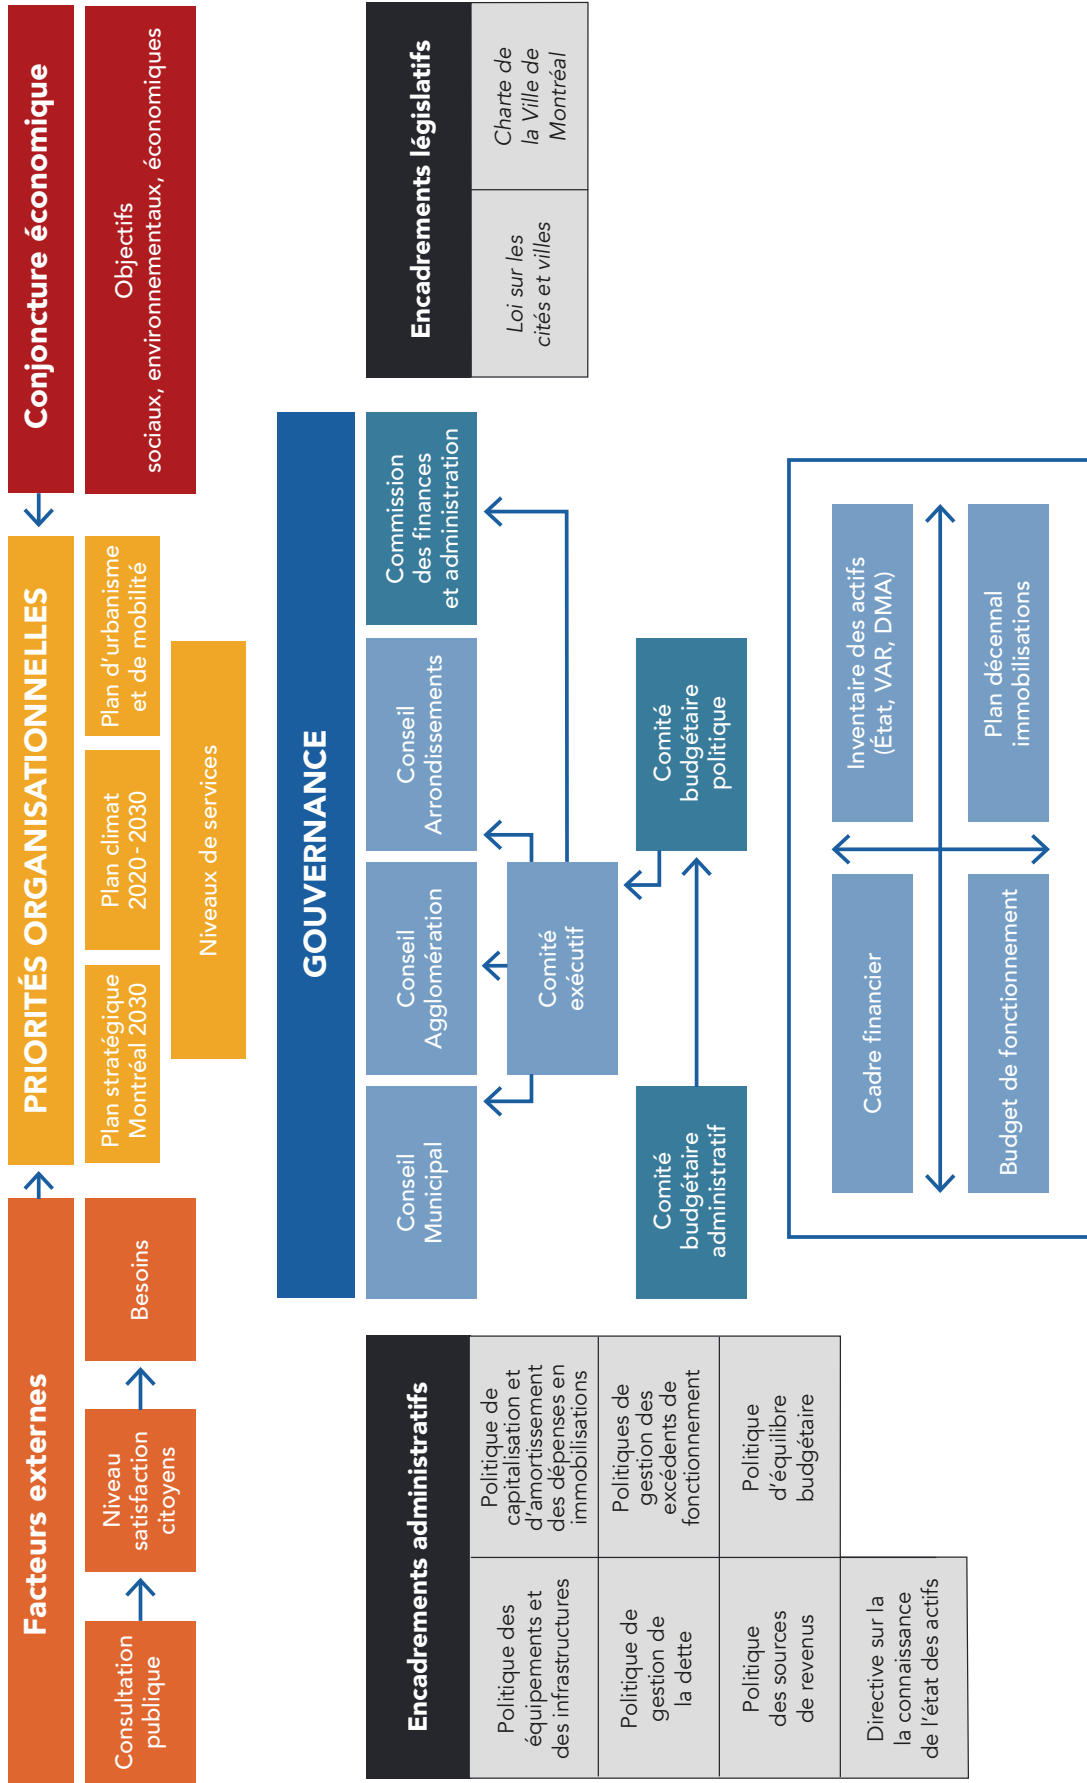 Facteurs externes
Consultation
publique
Niveau
satisfaction
citoyens
Besoins
PRIORITÉS ORGANISATIONNELLES
Plan stratégique
Montréal 2030
Plan climat
2020-2030
Plan d'urbanisme
et de mobilité
Niveaux de services
Conjoncture économique
Objectifs
sociaux, environnementaux, économiques
Encadrements administratifs
Politique des
équipements et
des infrastructures
Politique de
capitalisation et
d'amortissement
des dépenses en
immobilisations
Politique de
gestion de
la dette
Politiques de
gestion des
excédents de
fonctionnement
Politique
des sources
de revenus
Politique
d'équilibre
budgétaire
Directive sur la
la connaissance
de l'état des actifs
GOUVERNANCE
Conseil
Municipal
Conseil
Agglomération
Conseil
Arrondissements
Commission
des finances
et administration
Comité
exécutif
Comité
budgétaire
administratif
Comité
budgétaire
politique
Encadrements législatifs
Loi sur les
cités et villes
Charte de
la Ville de
Montréal
Cadre financier
Inventaire des actifs
(État, VAR, DMA)
Budget de fonctionnement
Plan décennal
immobilisations